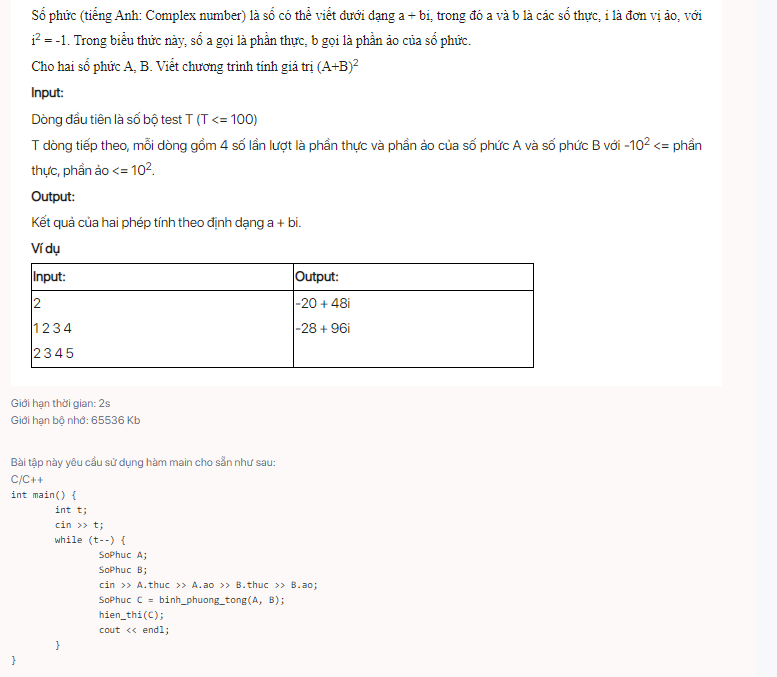 Số phức (tiếng Anh: Complex number) là số có thể viết dưới dạng a + bi, trong đó a và b là các số thực, i là đơn vị ảo, với
i² = -1. Trong biểu thức này, số a gọi là phần thực, b gọi là phần ảo của số phức.
Cho hai số phức A, B. Viết chương trình tính giá trị (A+B)²
Input:
Dòng đầu tiên là số bộ test T (T <= 100)
T dòng tiếp theo, mỗi dòng gồm 4 số lần lượt là phần thực và phần ảo của số phức A và số phức B với -10² <= phần
thực, phần ảo <= 10².
Output:
Kết quả của hai phép tính theo định dạng a + bi.
Ví dụ
Input: Output:
2 -20 + 48i
1 2 3 4 -28 + 96i
2 3 4 5
Giới hạn thời gian: 2s
Giới hạn bộ nhớ: 65536 Kb
Bài tập này yêu cầu sử dụng hàm main cho sẵn như sau:
C/C++
int main() {
int t;
cin >> t;
while (t--) {
SoPhuc A;
SoPhuc B;
cin >> A.thuc >> A.ao >> B.thuc >> B.ao;
SoPhuc C = binh_phuong_tong(A, B);
hien_thi(C);
cout << endl;
}
}